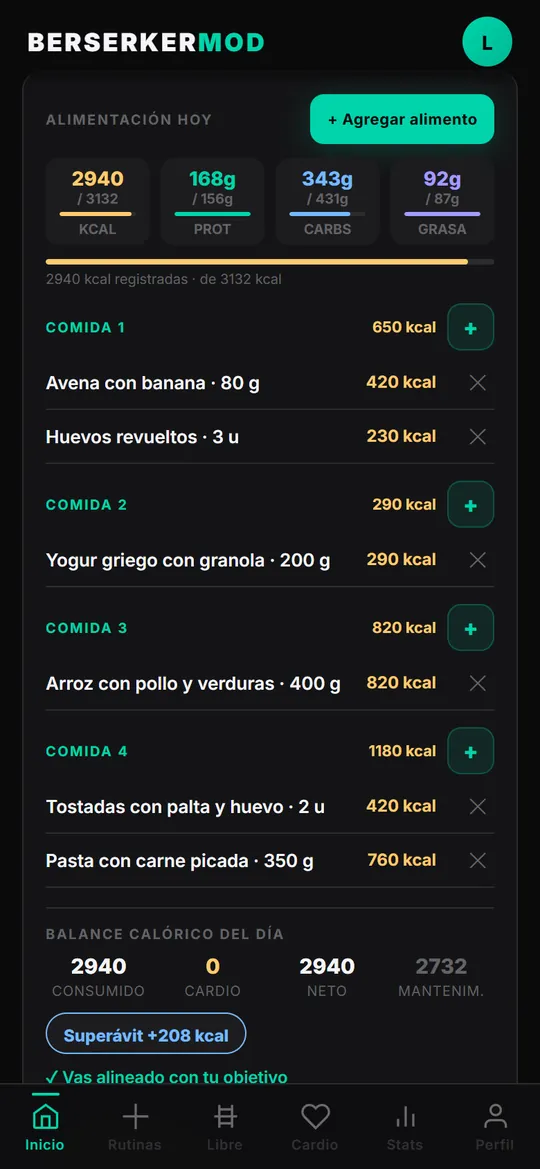 BERSERKERMOD
L
ALIMENTACIÓN HOY
+ Agregar alimento
2940 168g 343g 92g
/ 3132 / 156g / 431g / 87g
KCAL PROT CARBS GRASA
2940 kcal registradas · de 3132 kcal
COMIDA 1 650 kcal +
Avena con banana · 80 g 420 kcal
Huevos revueltos · 3 u 230 kcal
COMIDA 2 290 kcal +
Yogur griego con granola · 200 g 290 kcal
COMIDA 3 820 kcal +
Arroz con pollo y verduras · 400 g 820 kcal
COMIDA 4 1180 kcal +
Tostadas con palta y huevo · 2 u 420 kcal
Pasta con carne picada · 350 g 760 kcal
BALANCE CALÓRICO DEL DÍA
2940 0 2940 2732
CONSUMIDO CARDIO NETO MANTENIM.
Superávit +208 kcal
✓ Vas alineado con tu objetivo
Inicio Rutinas Libre Cardio Stats Perfil